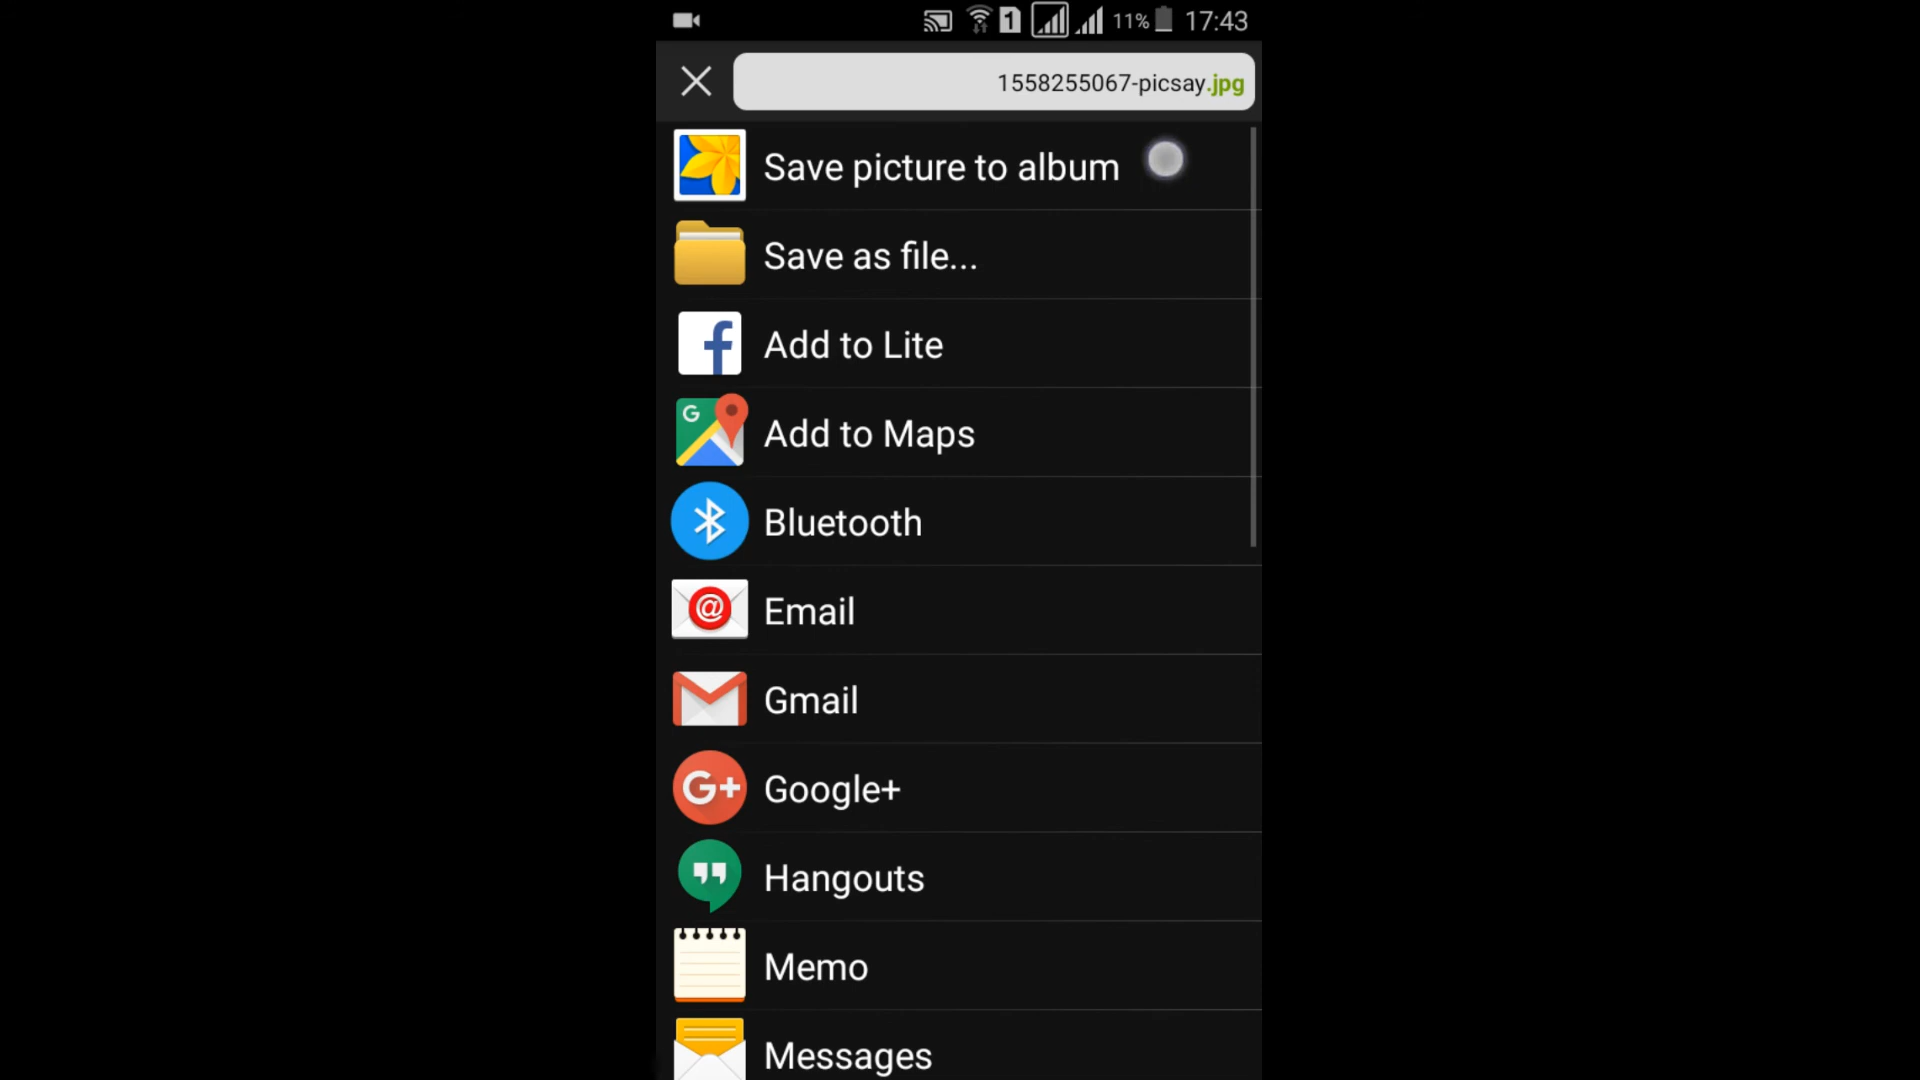 1 11% 17:43
1558255067-picsay.jpg
Save picture to album
Save as file...
Add to Lite
G Add to Maps
Bluetooth
@ Email
Gmail
G+ Google+
Hangouts
Memo
Messages